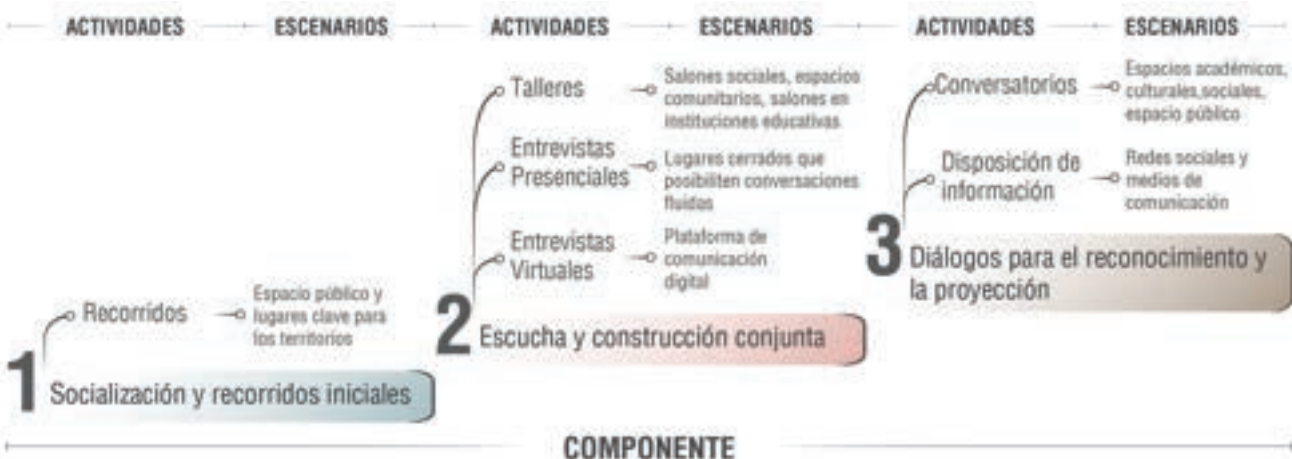 ACTIVIDADES ESCENARIOS ACTIVIDADES ESCENARIOS ACTIVIDADES ESCENARIOS
Recorridos
Espacio público y
lugares clave para
los territorios
1
Socialización y recorridos iniciales
Talleres
Salones sociales, espacios
comunitarios, salones en
instituciones educativas
Entrevistas
Presenciales
Lugares cerrados que
posibiliten conversaciones
fluidas
Entrevistas
Virtuales
Plataforma de
comunicación
digital
2
Escucha y construcción conjunta
Conversatorios
Espacios académicos,
culturales,sociales,
espacio público
Disposición de
información
Redes sociales y
medios de
comunicación
3
Diálogos para el reconocimiento y
la proyección
COMPONENTE